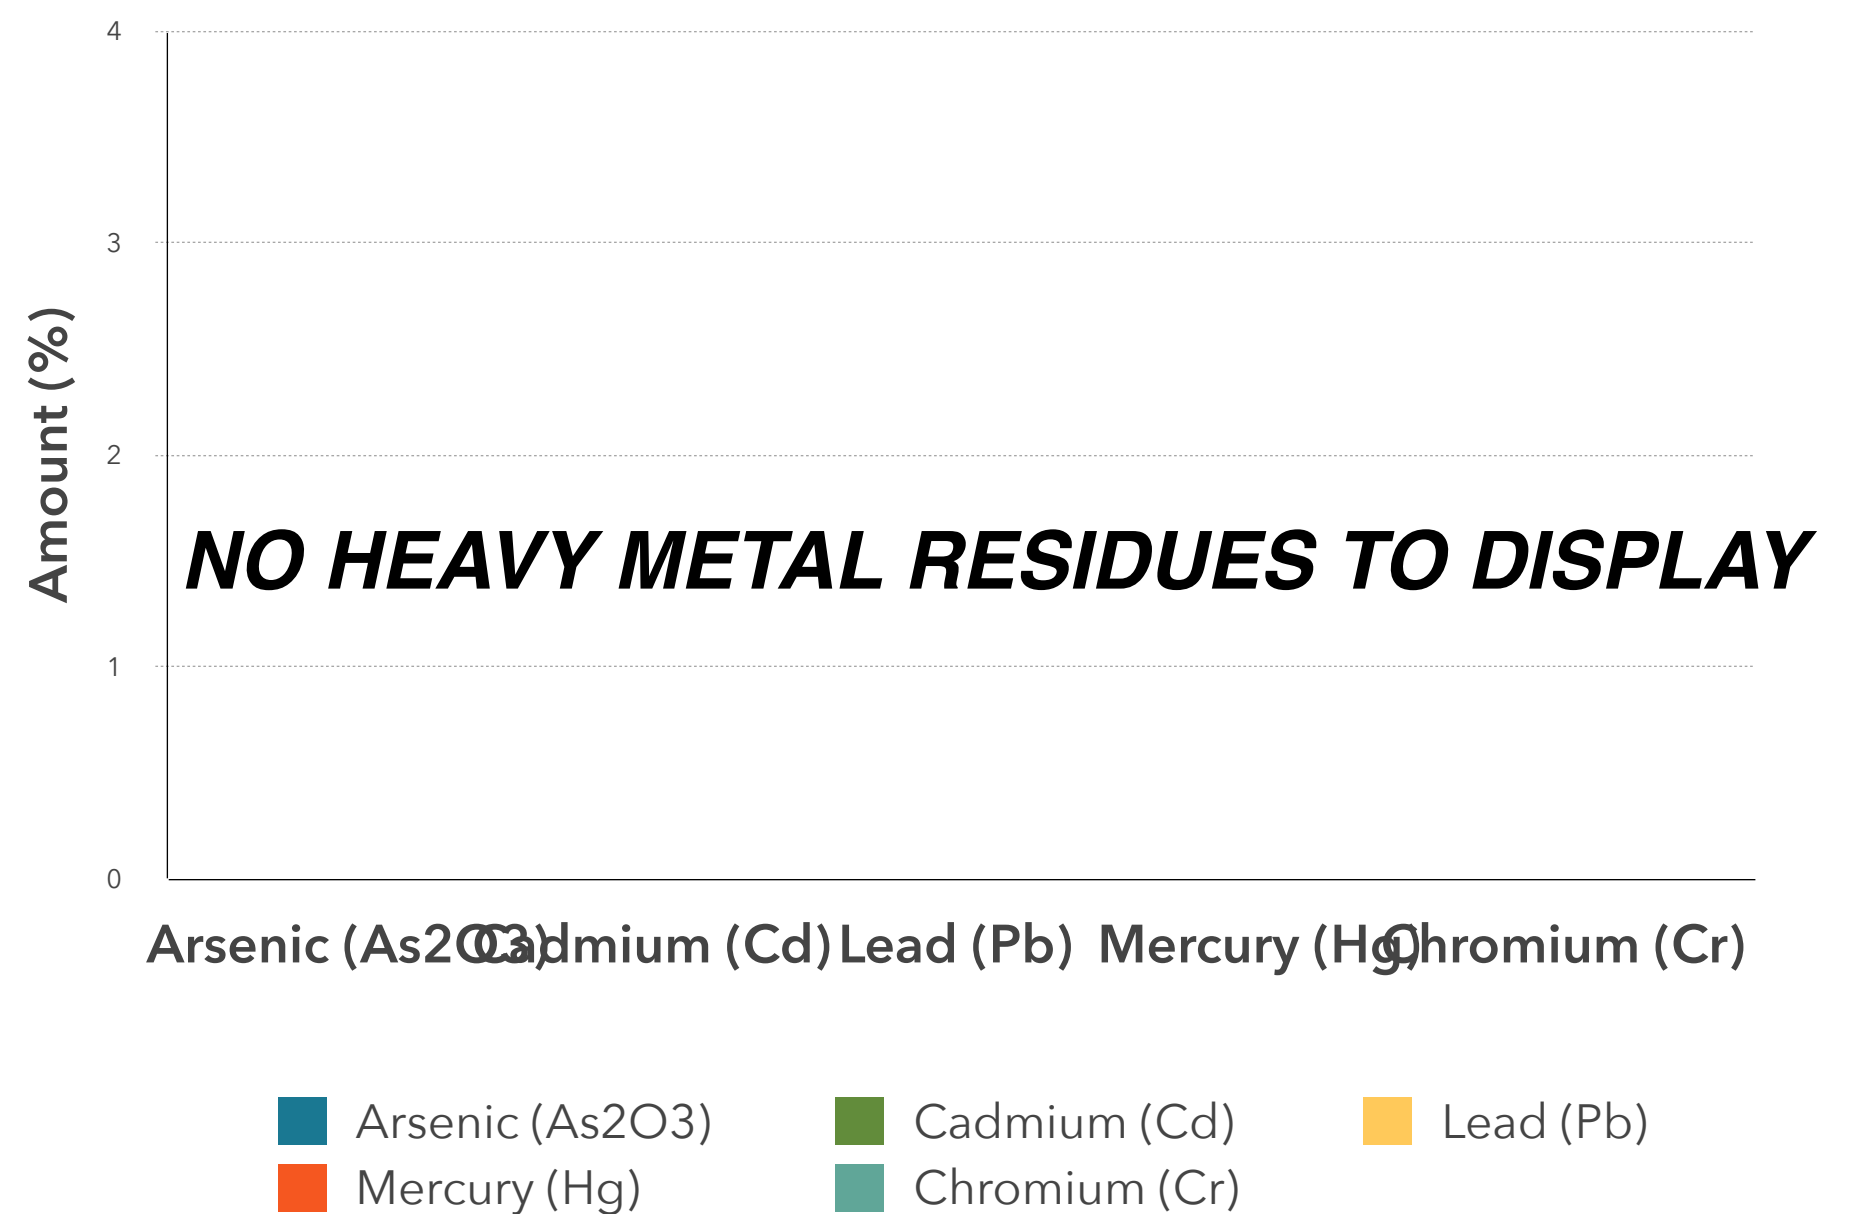 4
3
2
1
0
Amount (%)
NO HEAVY METAL RESIDUES TO DISPLAY
Arsenic (As2O3) Cadmium (Cd) Lead (Pb) Mercury (Hg) Chromium (Cr)
Arsenic (As2O3) Cadmium (Cd) Lead (Pb)
Mercury (Hg) Chromium (Cr)